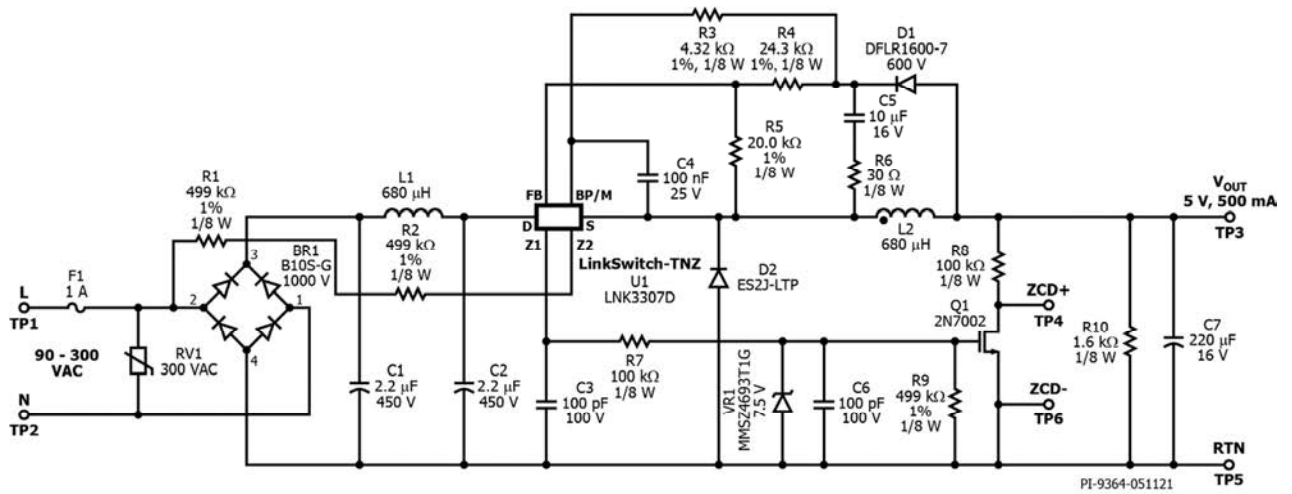 R3
4.32 kΩ
1%, 1/8 W
R4
24.3 kΩ
1%, 1/8 W
D1
DFLR1600-7
600 V
C5
10 μF
16 V
R5
20.0 kΩ
1%
1/8 W
R6
30 Ω
1/8 W
C4
100 nF
25 V
R1
499 kΩ
1%
1/8 W
L1
680 μH
FB
BP/M
D
S
Z1
Z2
R2
499 kΩ
1%
1/8 W
BR1
B10S-G
1000 V
3
2
1
4
LinkSwitch-TNZ
U1
LNK3307D
D2
ES2J-LTP
L2
680 μH
VOUT
5 V, 500 mA
TP3
F1
1 A
L
TP1
90 - 300
VAC
RV1
300 VAC
N
TP2
C1
2.2 μF
450 V
C2
2.2 μF
450 V
C3
100 pF
100 V
R7
100 kΩ
1/8 W
VR1
MMSZ4693T1G
7.5 V
C6
100 pF
100 V
R9
499 kΩ
1%
1/8 W
R8
100 kΩ
1/8 W
Q1
2N7002
ZCD+
TP4
ZCD-
TP6
R10
1.6 kΩ
1/8 W
C7
220 μF
16 V
RTN
TP5
PI-9364-051121